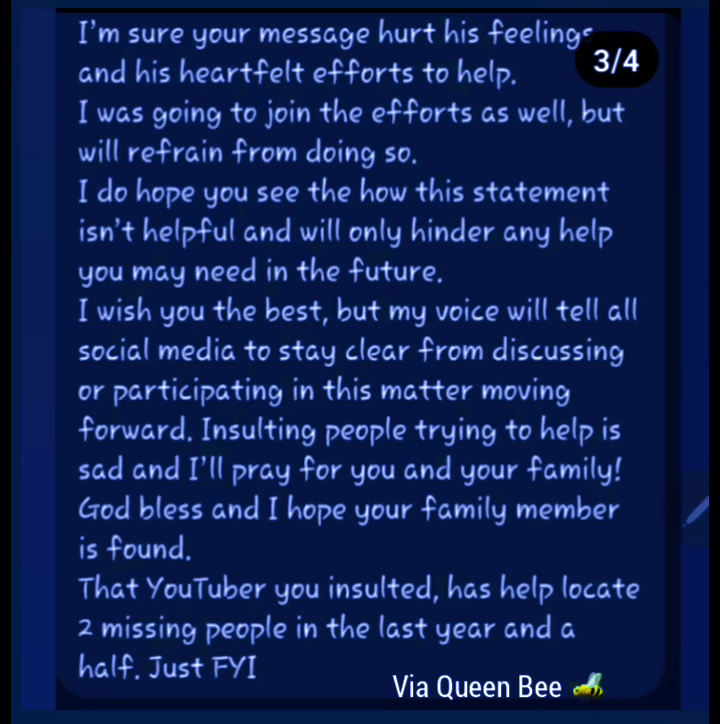 I'm sure your message hurt his feelings
3/4
and his heartfelt efforts to help.
I was going to join the efforts as well, but
will refrain from doing so.
I do hope you see the how this statement
isn't helpful and will only hinder any help
you may need in the future.
I wish you the best, but my voice will tell all
social media to stay clear from discussing
or participating in this matter moving
forward. Insulting people trying to help is
sad and I'll pray for you and your family!
God bless and I hope your family member
is found.
That YouTuber you insulted, has help locate
2 missing people in the last year and a
half. Just FYI
Via Queen Bee 🐝